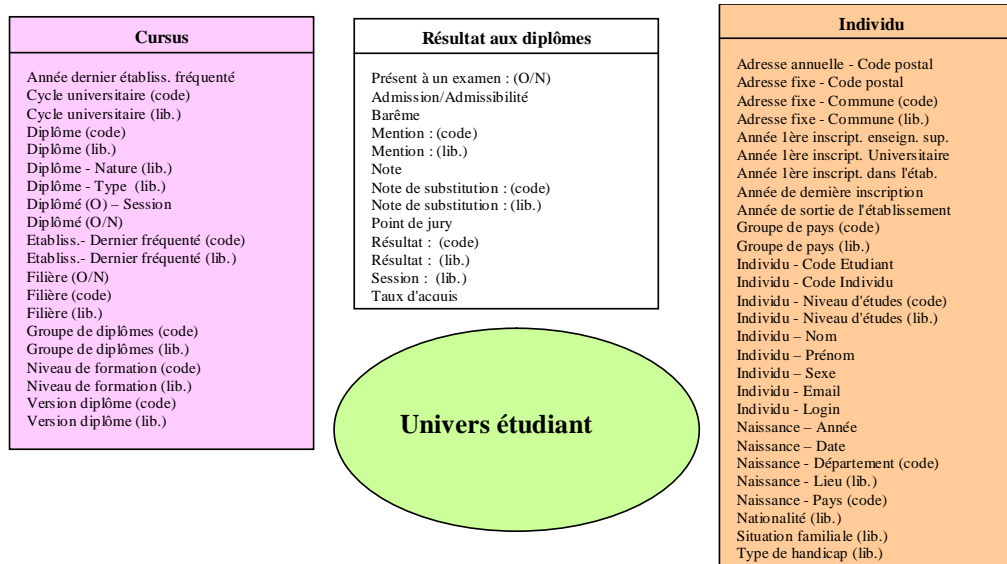 Cursus
Année dernier établiss. fréquenté
Cycle universitaire (code)
Cycle universitaire (lib.)
Diplôme (code)
Diplôme (lib.)
Diplôme - Nature (lib.)
Diplôme - Type (lib.)
Diplômé (O) – Session
Diplômé (O/N)
Etabliss.- Dernier fréquenté (code)
Etabliss.- Dernier fréquenté (lib.)
Filière (O/N)
Filière (code)
Filière (lib.)
Groupe de diplômes (code)
Groupe de diplômes (lib.)
Niveau de formation (code)
Niveau de formation (lib.)
Version diplôme (code)
Version diplôme (lib.)
Résultat aux diplômes
Présent à un examen : (O/N)
Admission/Admissibilité
Barême
Mention : (code)
Mention : (lib.)
Note
Note de substitution : (code)
Note de substitution : (lib.)
Point de jury
Résultat : (code)
Résultat : (lib.)
Session : (lib.)
Taux d'acquis
Univers étudiant
Individu
Adresse annuelle - Code postal
Adresse fixe - Code postal
Adresse fixe - Commune (code)
Adresse fixe - Commune (lib.)
Année 1ère inscript. enseign. sup.
Année 1ère inscript. Universitaire
Année 1ère inscript. dans l'étab.
Année de dernière inscription
Année de sortie de l'établissement
Groupe de pays (code)
Groupe de pays (lib.)
Individu - Code Etudiant
Individu - Code Individu
Individu - Niveau d'études (code)
Individu - Niveau d'études (lib.)
Individu – Nom
Individu – Prénom
Individu – Sexe
Individu - Email
Individu - Login
Naissance – Année
Naissance – Date
Naissance - Département (code)
Naissance - Lieu (lib.)
Naissance - Pays (code)
Nationalité (lib.)
Situation familiale (lib.)
Type de handicap (lib.)